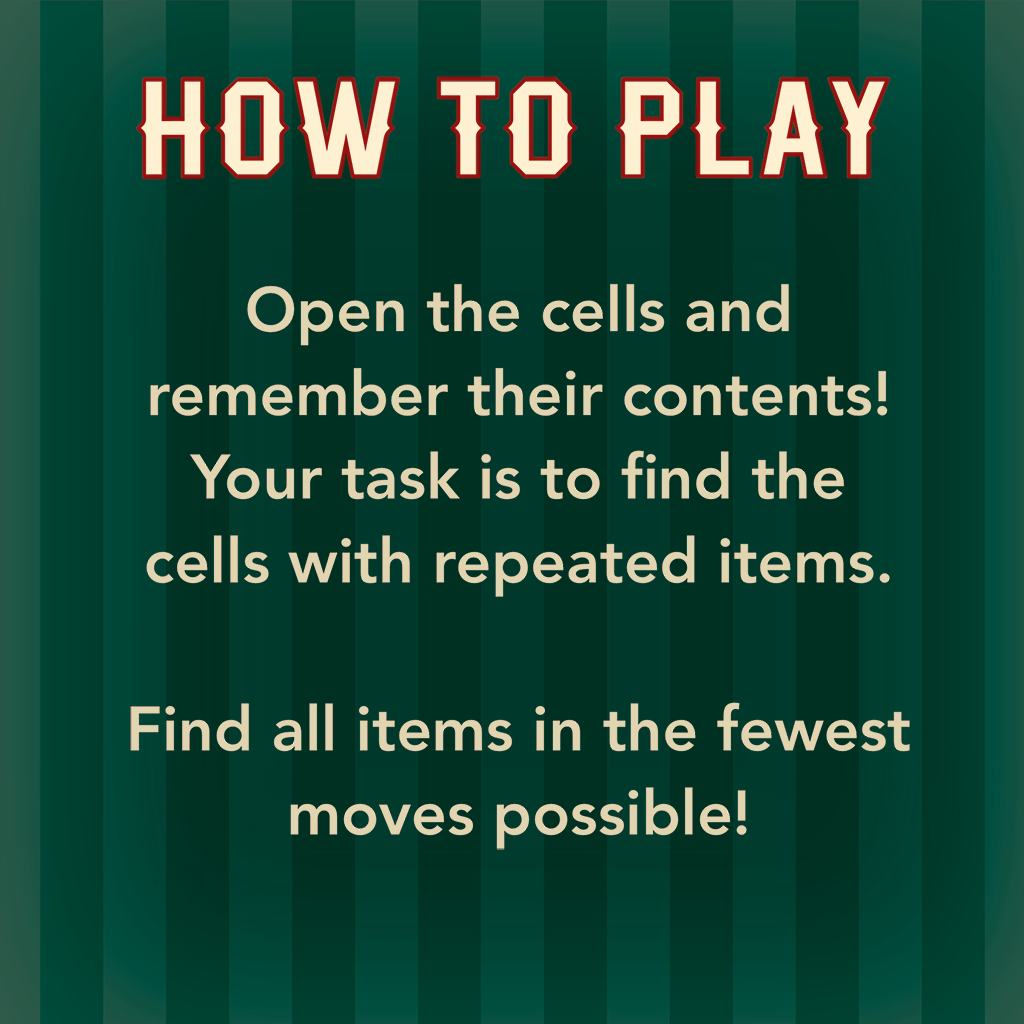 HOW TO PLAY
Open the cells and
remember their contents!
Your task is to find the
cells with repeated items.
Find all items in the fewest
moves possible!